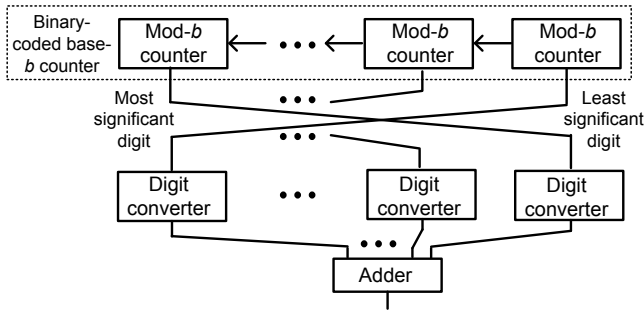 Binary-
coded base-
b counter
Mod-b
counter
Mod-b
counter
Mod-b
counter
Most
significant
digit
Least
significant
digit
Digit
converter
Digit
converter
Digit
converter
Adder